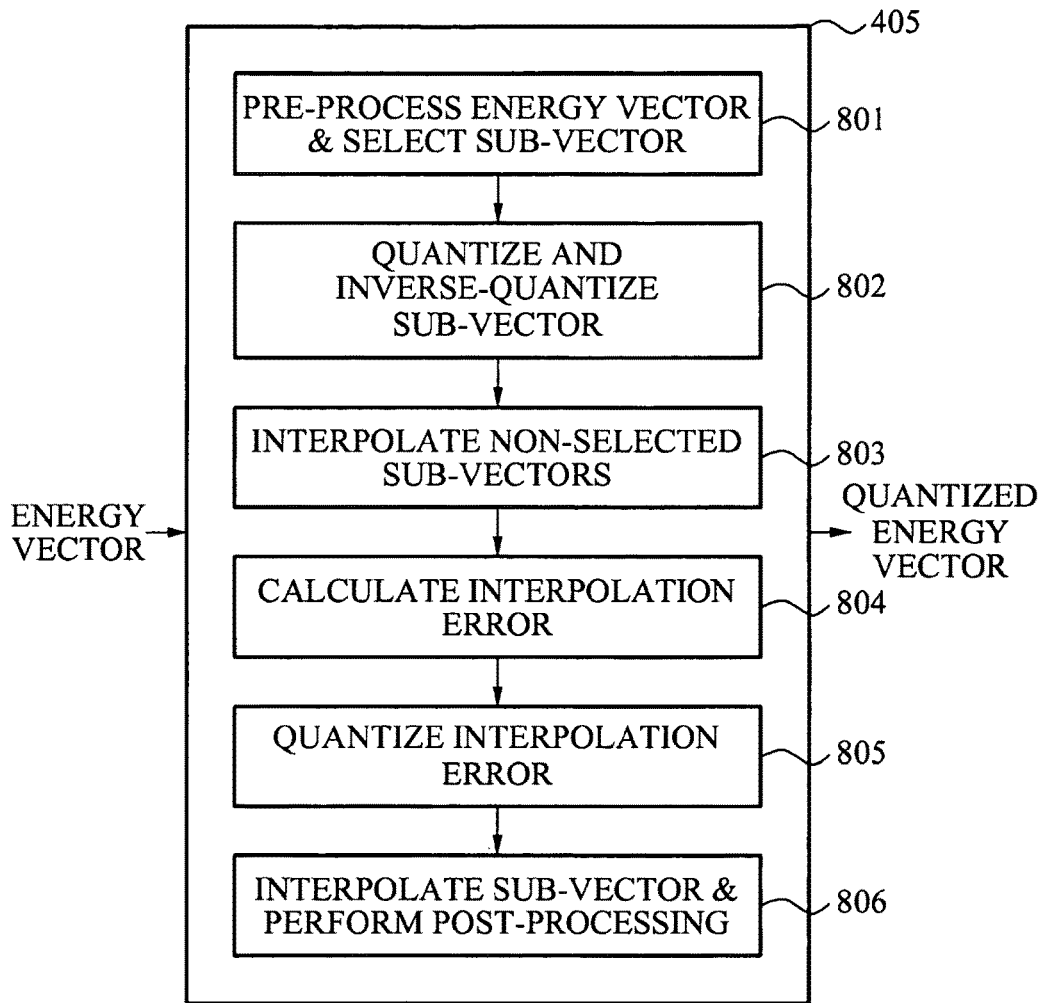 405
PRE-PROCESS ENERGY VECTOR
& SELECT SUB-VECTOR
801
QUANTIZE AND
INVERSE-QUANTIZE
SUB-VECTOR
802
INTERPOLATE NON-SELECTED
SUB-VECTORS
803
ENERGY
VECTOR
QUANTIZED
ENERGY
VECTOR
CALCULATE INTERPOLATION
ERROR
804
QUANTIZE INTERPOLATION
ERROR
805
INTERPOLATE SUB-VECTOR &
PERFORM POST-PROCESSING
806